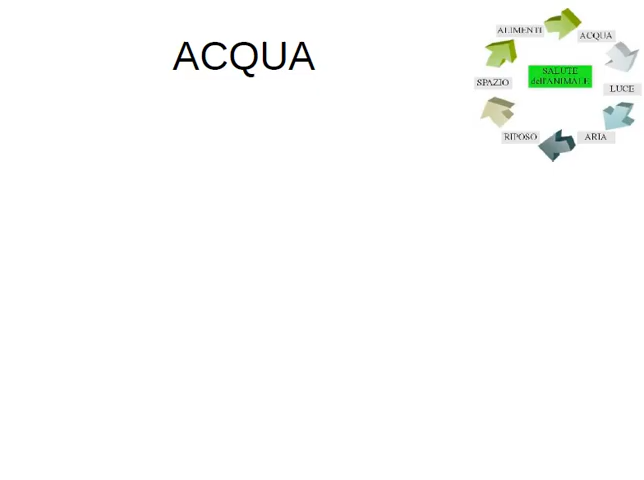 ACQUA
ALIMENTI
ACQUA
SALUTE
dell'ANIMALE
SPAZIO
LUCE
RIPOSO
ARIA